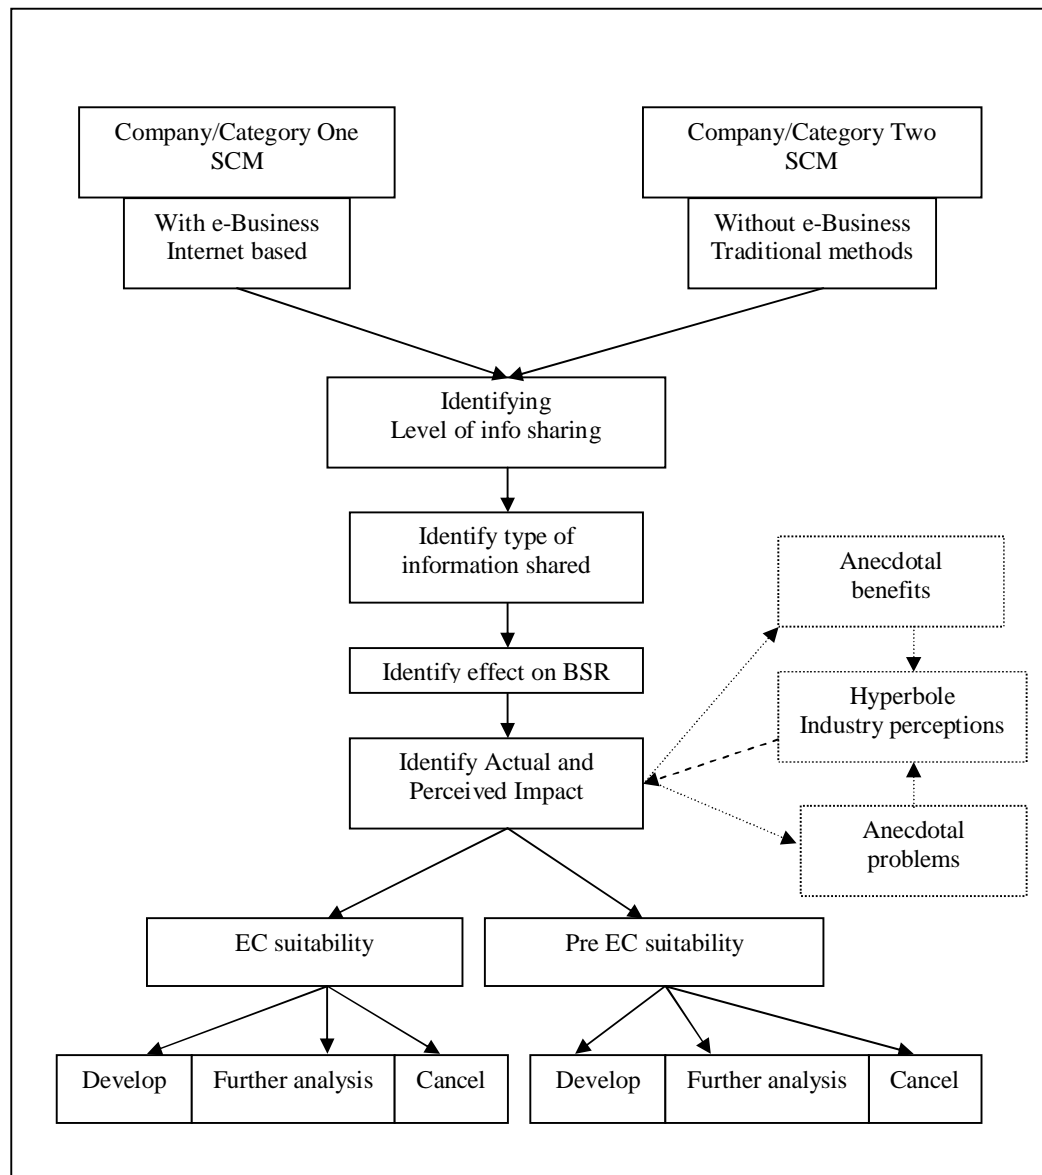 Company/Category One
SCM
Company/Category Two
SCM
With e-Business
Internet based
Without e-Business
Traditional methods
Identifying
Level of info sharing
Identify type of
information shared
Anecdotal
benefits
Identify effect on BSR
Hyperbole
Industry perceptions
Identify Actual and
Perceived Impact
Anecdotal
problems
EC suitability
Pre EC suitability
Develop
Further analysis
Cancel
Develop
Further analysis
Cancel